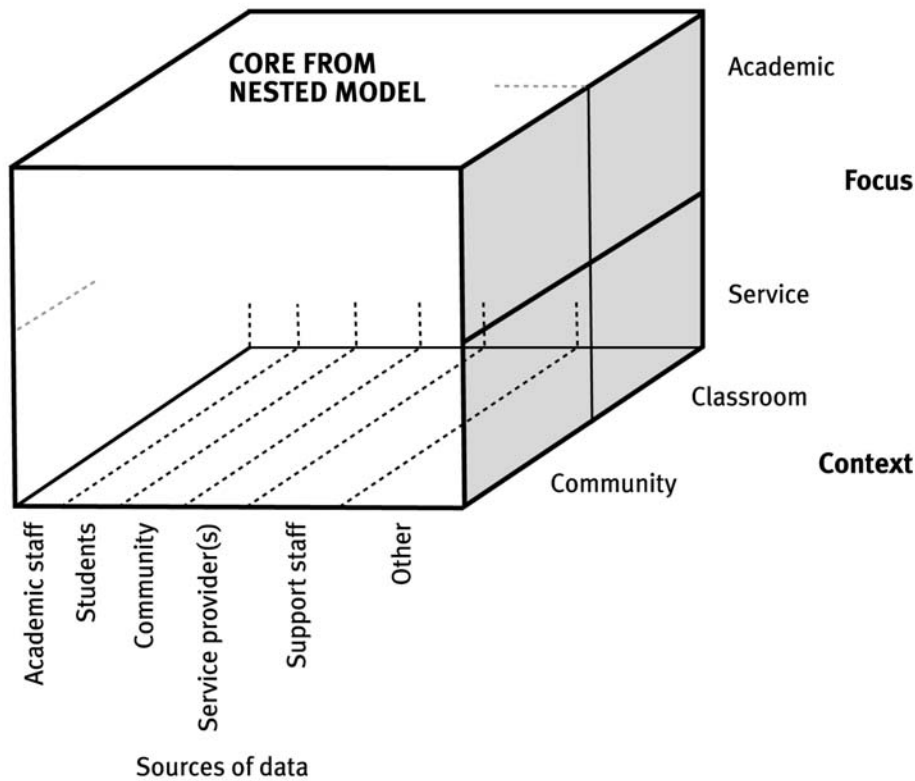 CORE FROM
NESTED MODEL
Academic
Focus
Service
Classroom
Context
Community
Academic staff
Students
Community
Service provider(s)
Support staff
Other
Sources of data